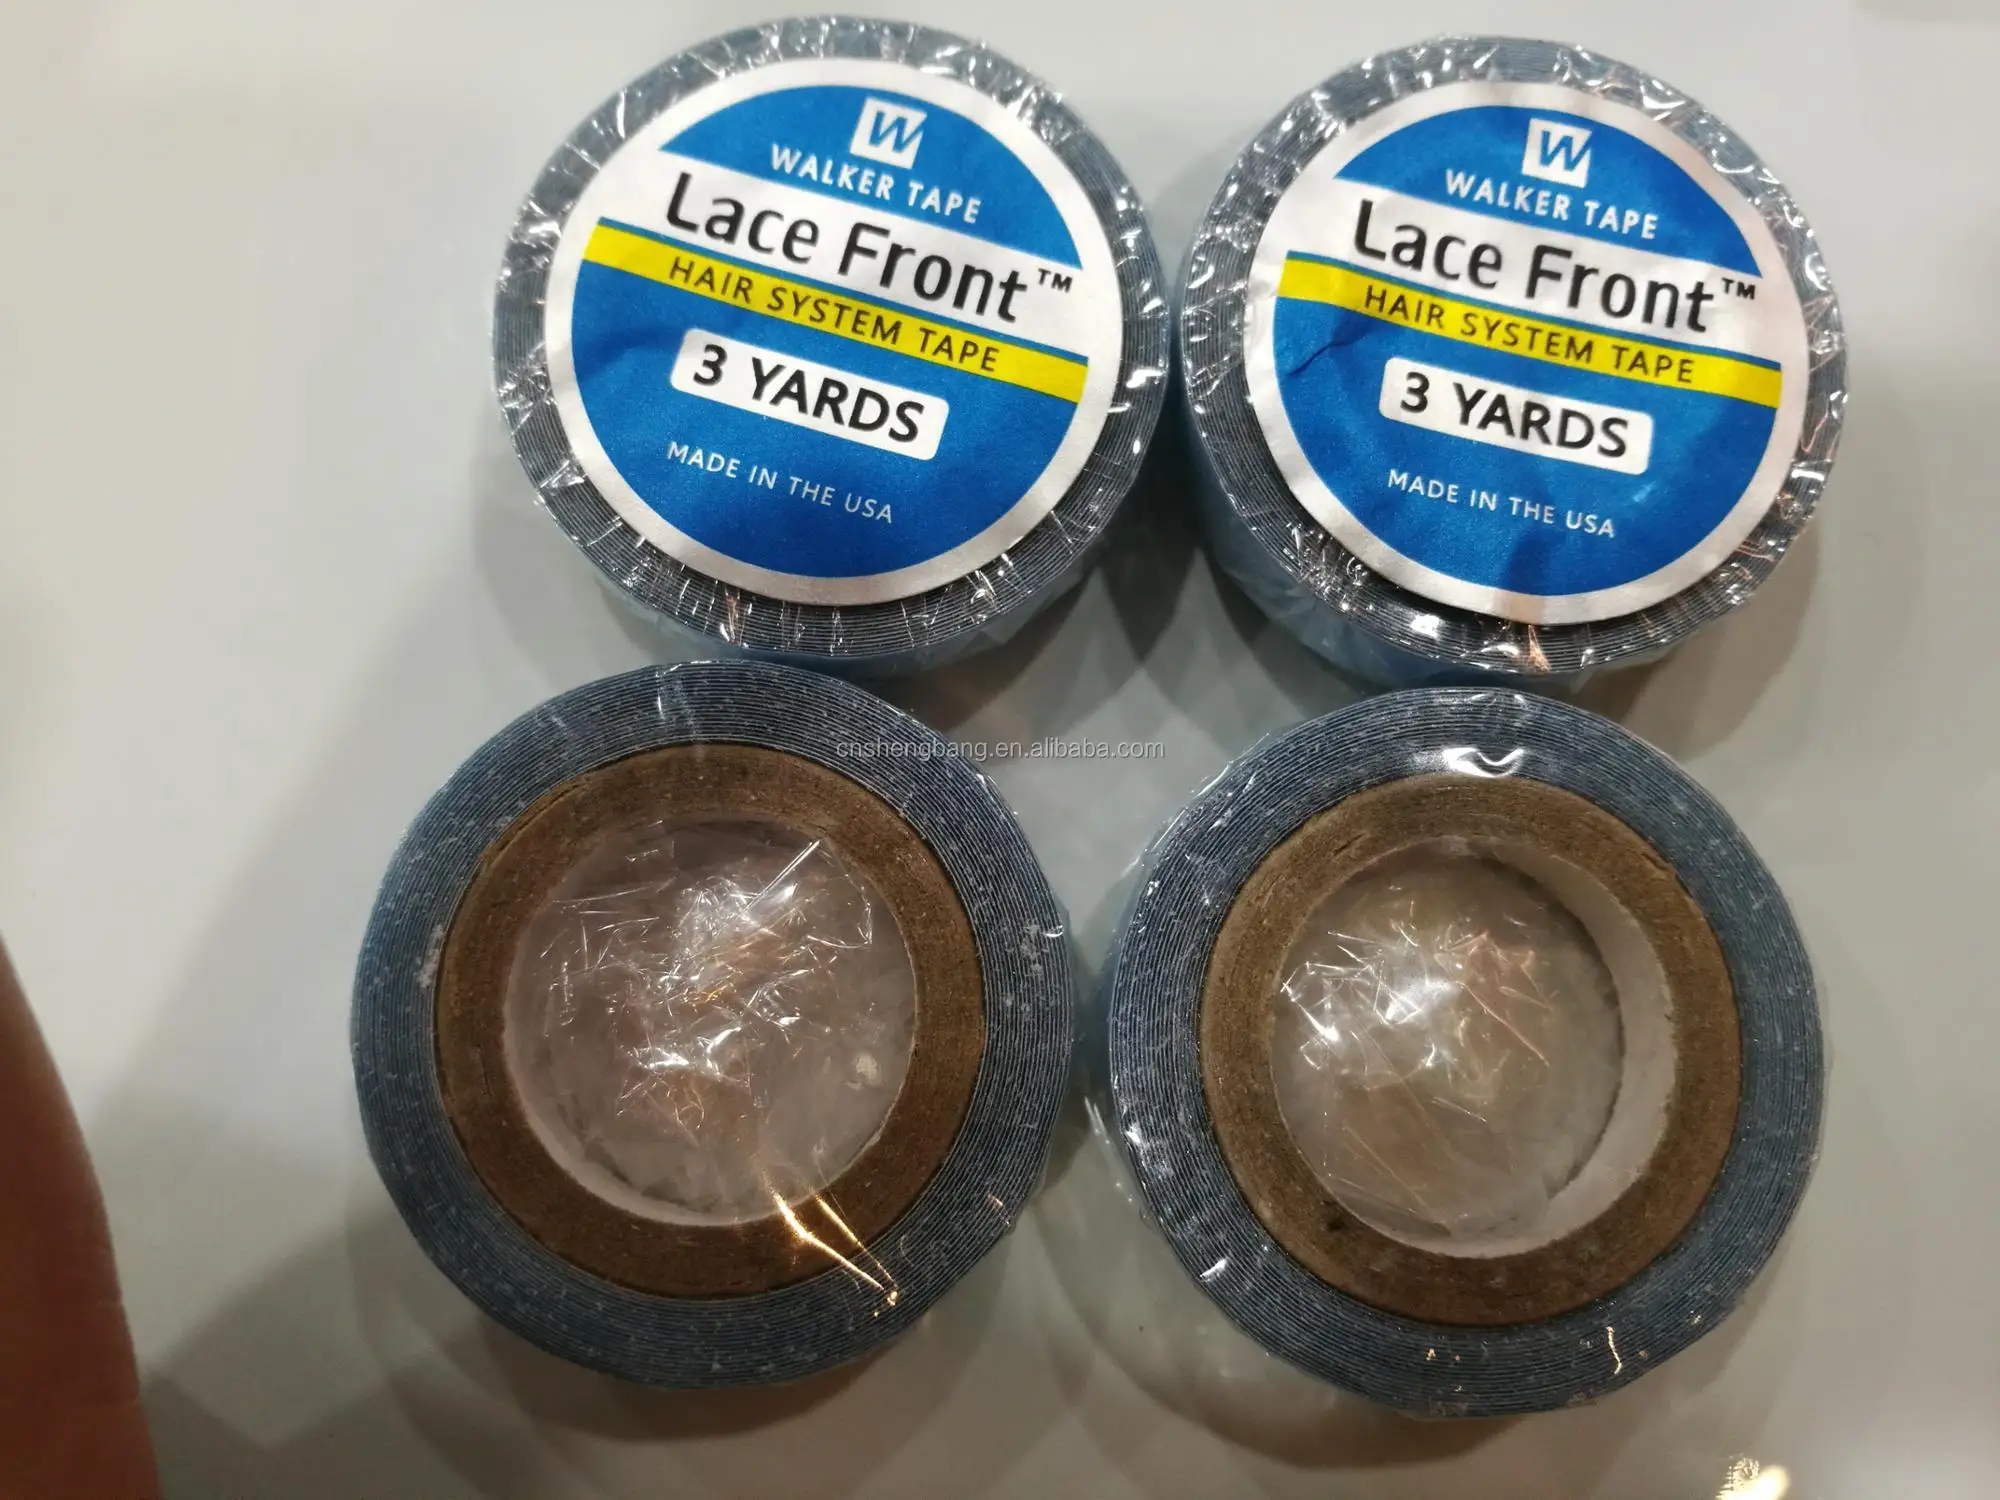 W
WALKER TAPE
Lace Front™
HAIR SYSTEM TAPE
3 YARDS
MADE IN THE USA
W
WALKER TAPE
Lace Front™
HAIR SYSTEM TAPE
3 YARDS
MADE IN THE USA
cnshengbang.en.alibaba.com